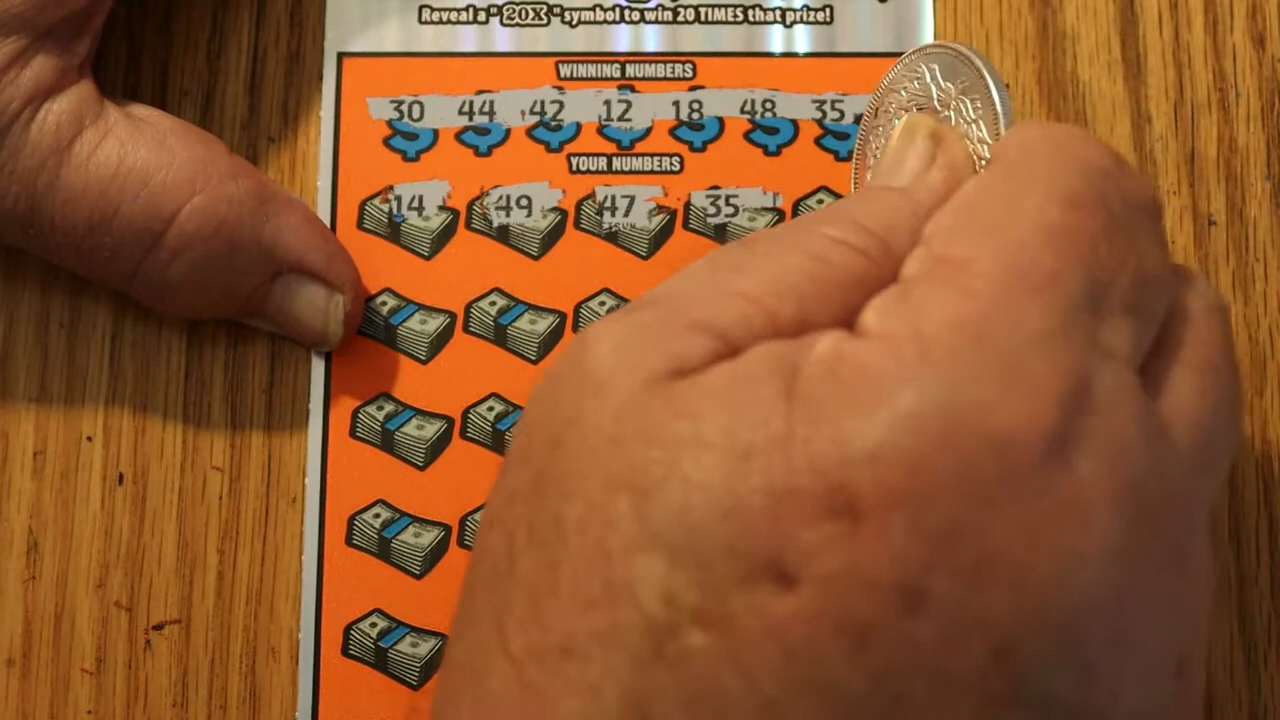 Reveal a "20X" symbol to win 20 TIMES that prize!
WINNING NUMBERS
30 44 42 12 18 48 35
YOUR NUMBERS
14 49 47 35